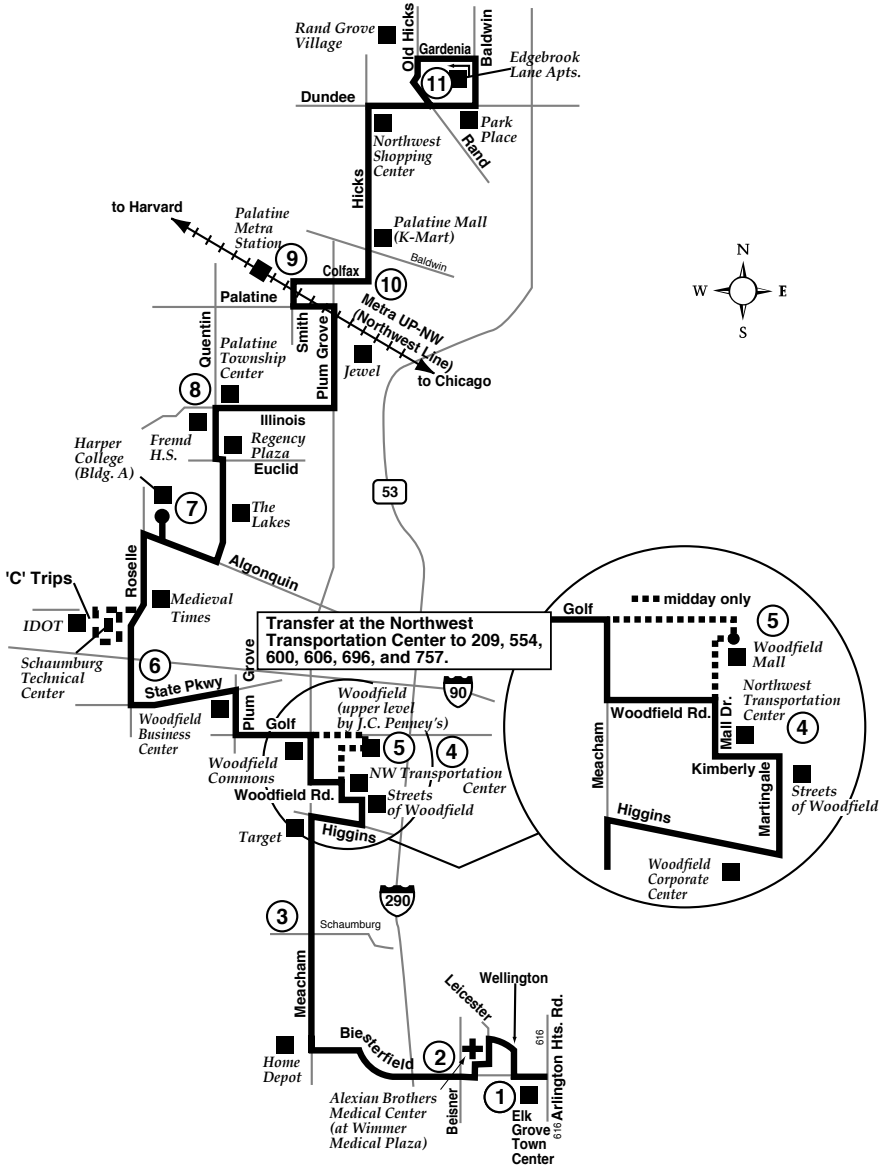 Rand Grove
Village
Old Hicks
Gardenia
Baldwin
Edgebrook
Lane Apts.
11
Dundee
Northwest
Shopping
Center
Park
Place
Rand
Hicks
to Harvard
Palatine
Metra
Station
9
Palatine Mall
(K-Mart)
Baldwin
Colfax
10
N
W
E
S
Palatine
Smith
Plum Grove
Metra UP-NW
(Northwest Line)
Quentin
Palatine
Township
Center
Jewel
to Chicago
8
Illinois
Fremd
H.S.
Regency
Plaza
Euclid
Harper
College
(Bldg. A)
7
The
Lakes
53
Roselle
Algonquin
'C' Trips
IDOT
Medieval
Times
Schaumburg
Technical
Center
Transfer at the Northwest
Transportation Center to 209, 554,
600, 606, 696, and 757.
6
State Pkwy
Plum Grove
90
Woodfield
Business
Center
Golf
Woodfield
(upper level
by J.C. Penney's)
5
4
Woodfield
Commons
NW Transportation
Center
Woodfield Rd.
Streets
of Woodfield
Target
Higgins
Golf
midday only
5
Woodfield
Mall
Northwest
Transportation
Center
4
Woodfield Rd.
Mall Dr.
Meacham
Kimberly
Martingale
Streets
of Woodfield
Higgins
Woodfield
Corporate
Center
290
3
Schaumburg
Meacham
Home
Depot
Biesterfield
2
Leicester
Wellington
Alexian Brothers
Medical Center
(at Wimmer
Medical Plaza)
Beisner
1
Elk
Grove
Town
Center
616
616
Arlington Hts. Rd.